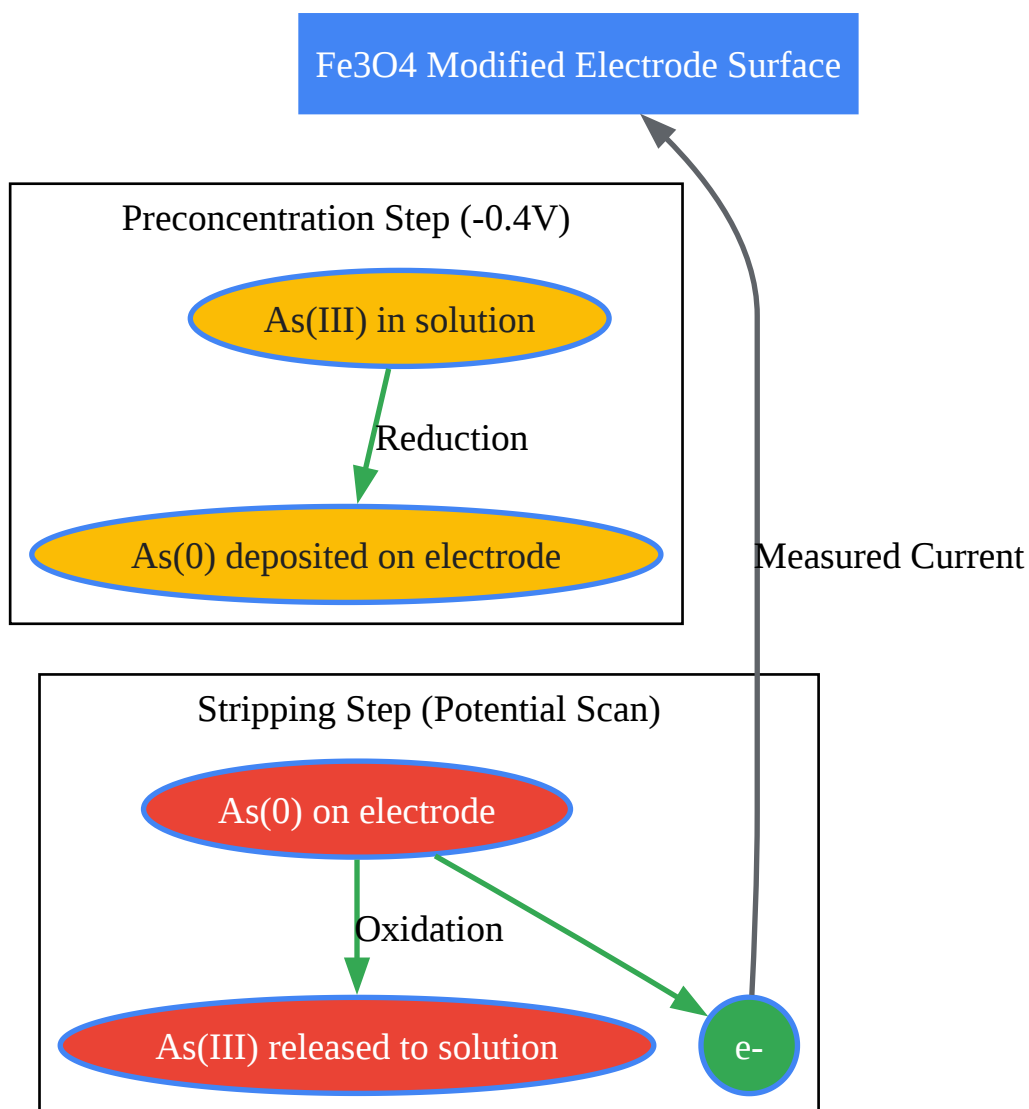 Fe3O4 Modified Electrode Surface
Preconcentration Step (-0.4V)
As(III) in solution
Reduction
As(0) deposited on electrode
Measured Current
Stripping Step (Potential Scan)
As(0) on electrode
Oxidation
As(III) released to solution
e-